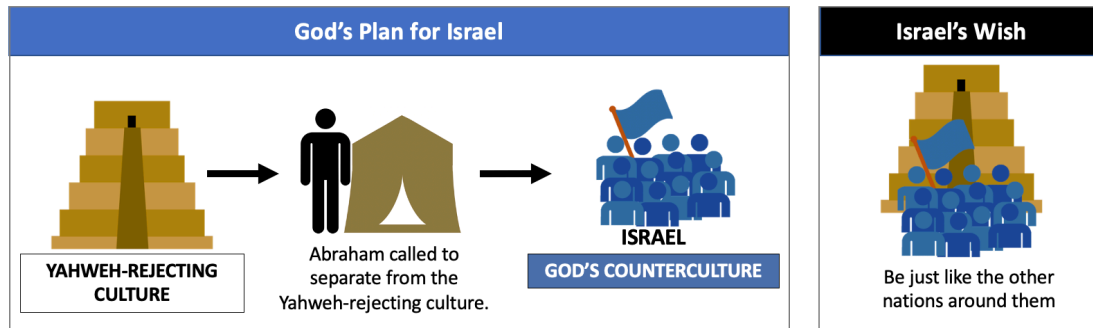 God’s Plan for Israel
YAHWEH-REJECTING
CULTURE
Abraham called to
separate from the
Yahweh-rejecting culture.
ISRAEL
GOD’S COUNTERCULTURE
Israel’s Wish
Be just like the other
nations around them